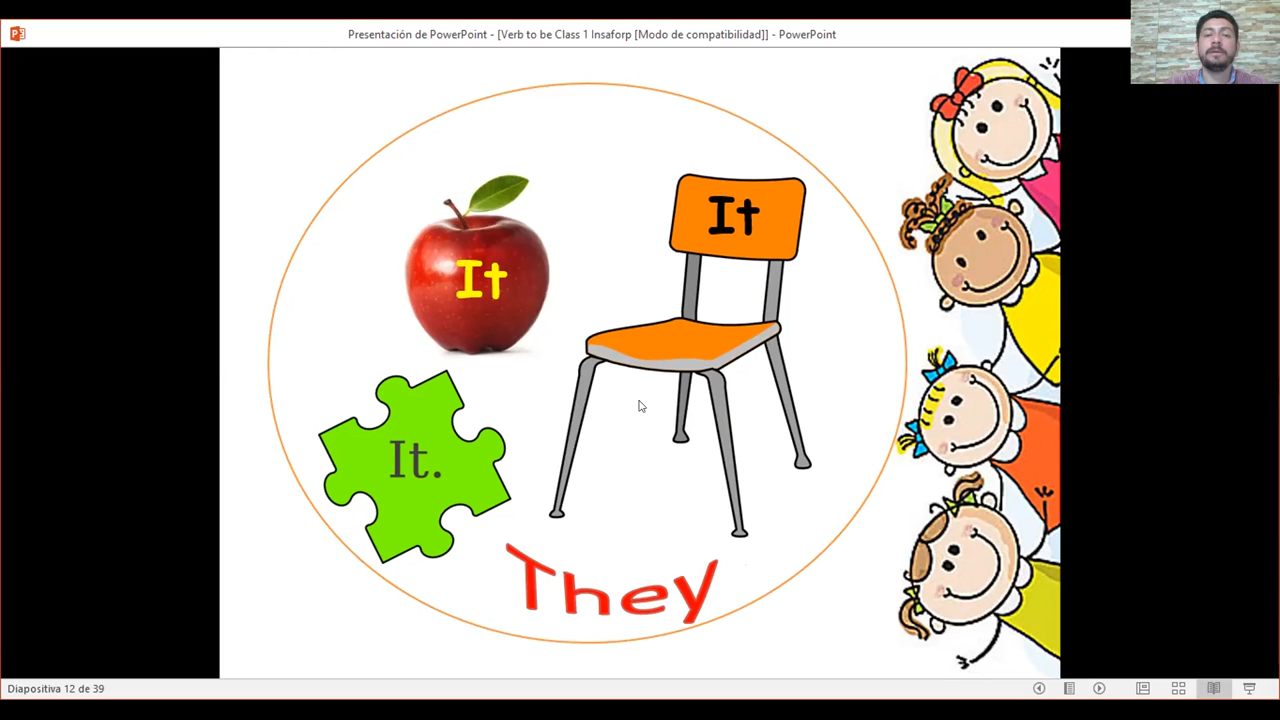 Presentación de PowerPoint - [Verb to be Class 1 Insaforp [Modo de compatibilidad]] - PowerPoint
It
It
It.
They
Diapositiva 12 de 39